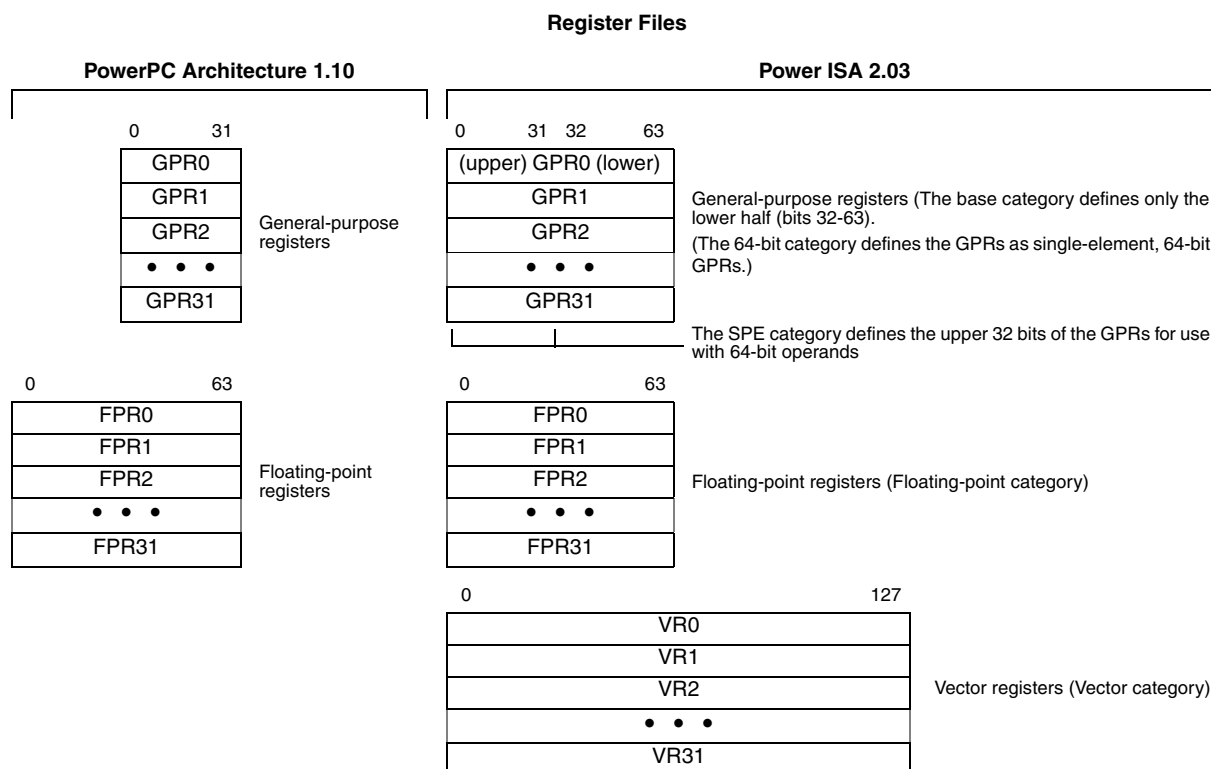 Register Files
PowerPC Architecture 1.10
Power ISA 2.03
0 31
GPR0
GPR1
GPR2
• • •
GPR31
General-purpose
registers
0 31 32 63
(upper) GPR0 (lower)
GPR1
GPR2
• • •
GPR31
General-purpose registers (The base category defines only the
lower half (bits 32-63).
(The 64-bit category defines the GPRs as single-element, 64-bit
GPRs.)
The SPE category defines the upper 32 bits of the GPRs for use
with 64-bit operands
0 63
FPR0
FPR1
FPR2
• • •
FPR31
Floating-point
registers
0 63
FPR0
FPR1
FPR2
• • •
FPR31
Floating-point registers (Floating-point category)
0 127
VR0
VR1
VR2
• • •
VR31
Vector registers (Vector category)